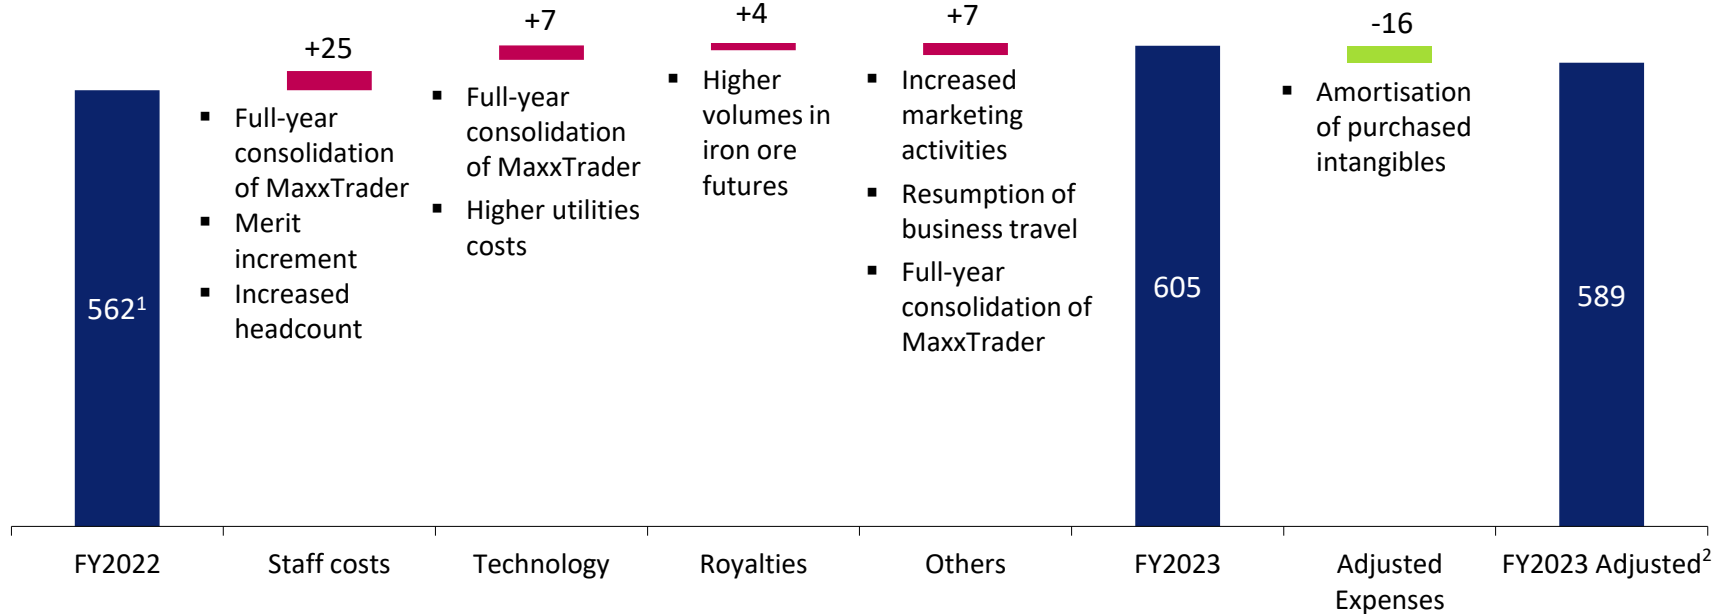 +25
▪ Full-year
consolidation
of MaxxTrader
▪ Merit
increment
▪ Increased
headcount
+7
▪ Full-year
consolidation
of MaxxTrader
▪ Higher utilities
costs
+4
▪ Higher
volumes in
iron ore
futures
+7
▪ Increased
marketing
activities
▪ Resumption of
business travel
▪ Full-year
consolidation of
MaxxTrader
-16
▪ Amortisation
of purchased
intangibles
562¹
605
589
FY2022
Staff costs
Technology
Royalties
Others
FY2023
Adjusted
Expenses
FY2023 Adjusted²